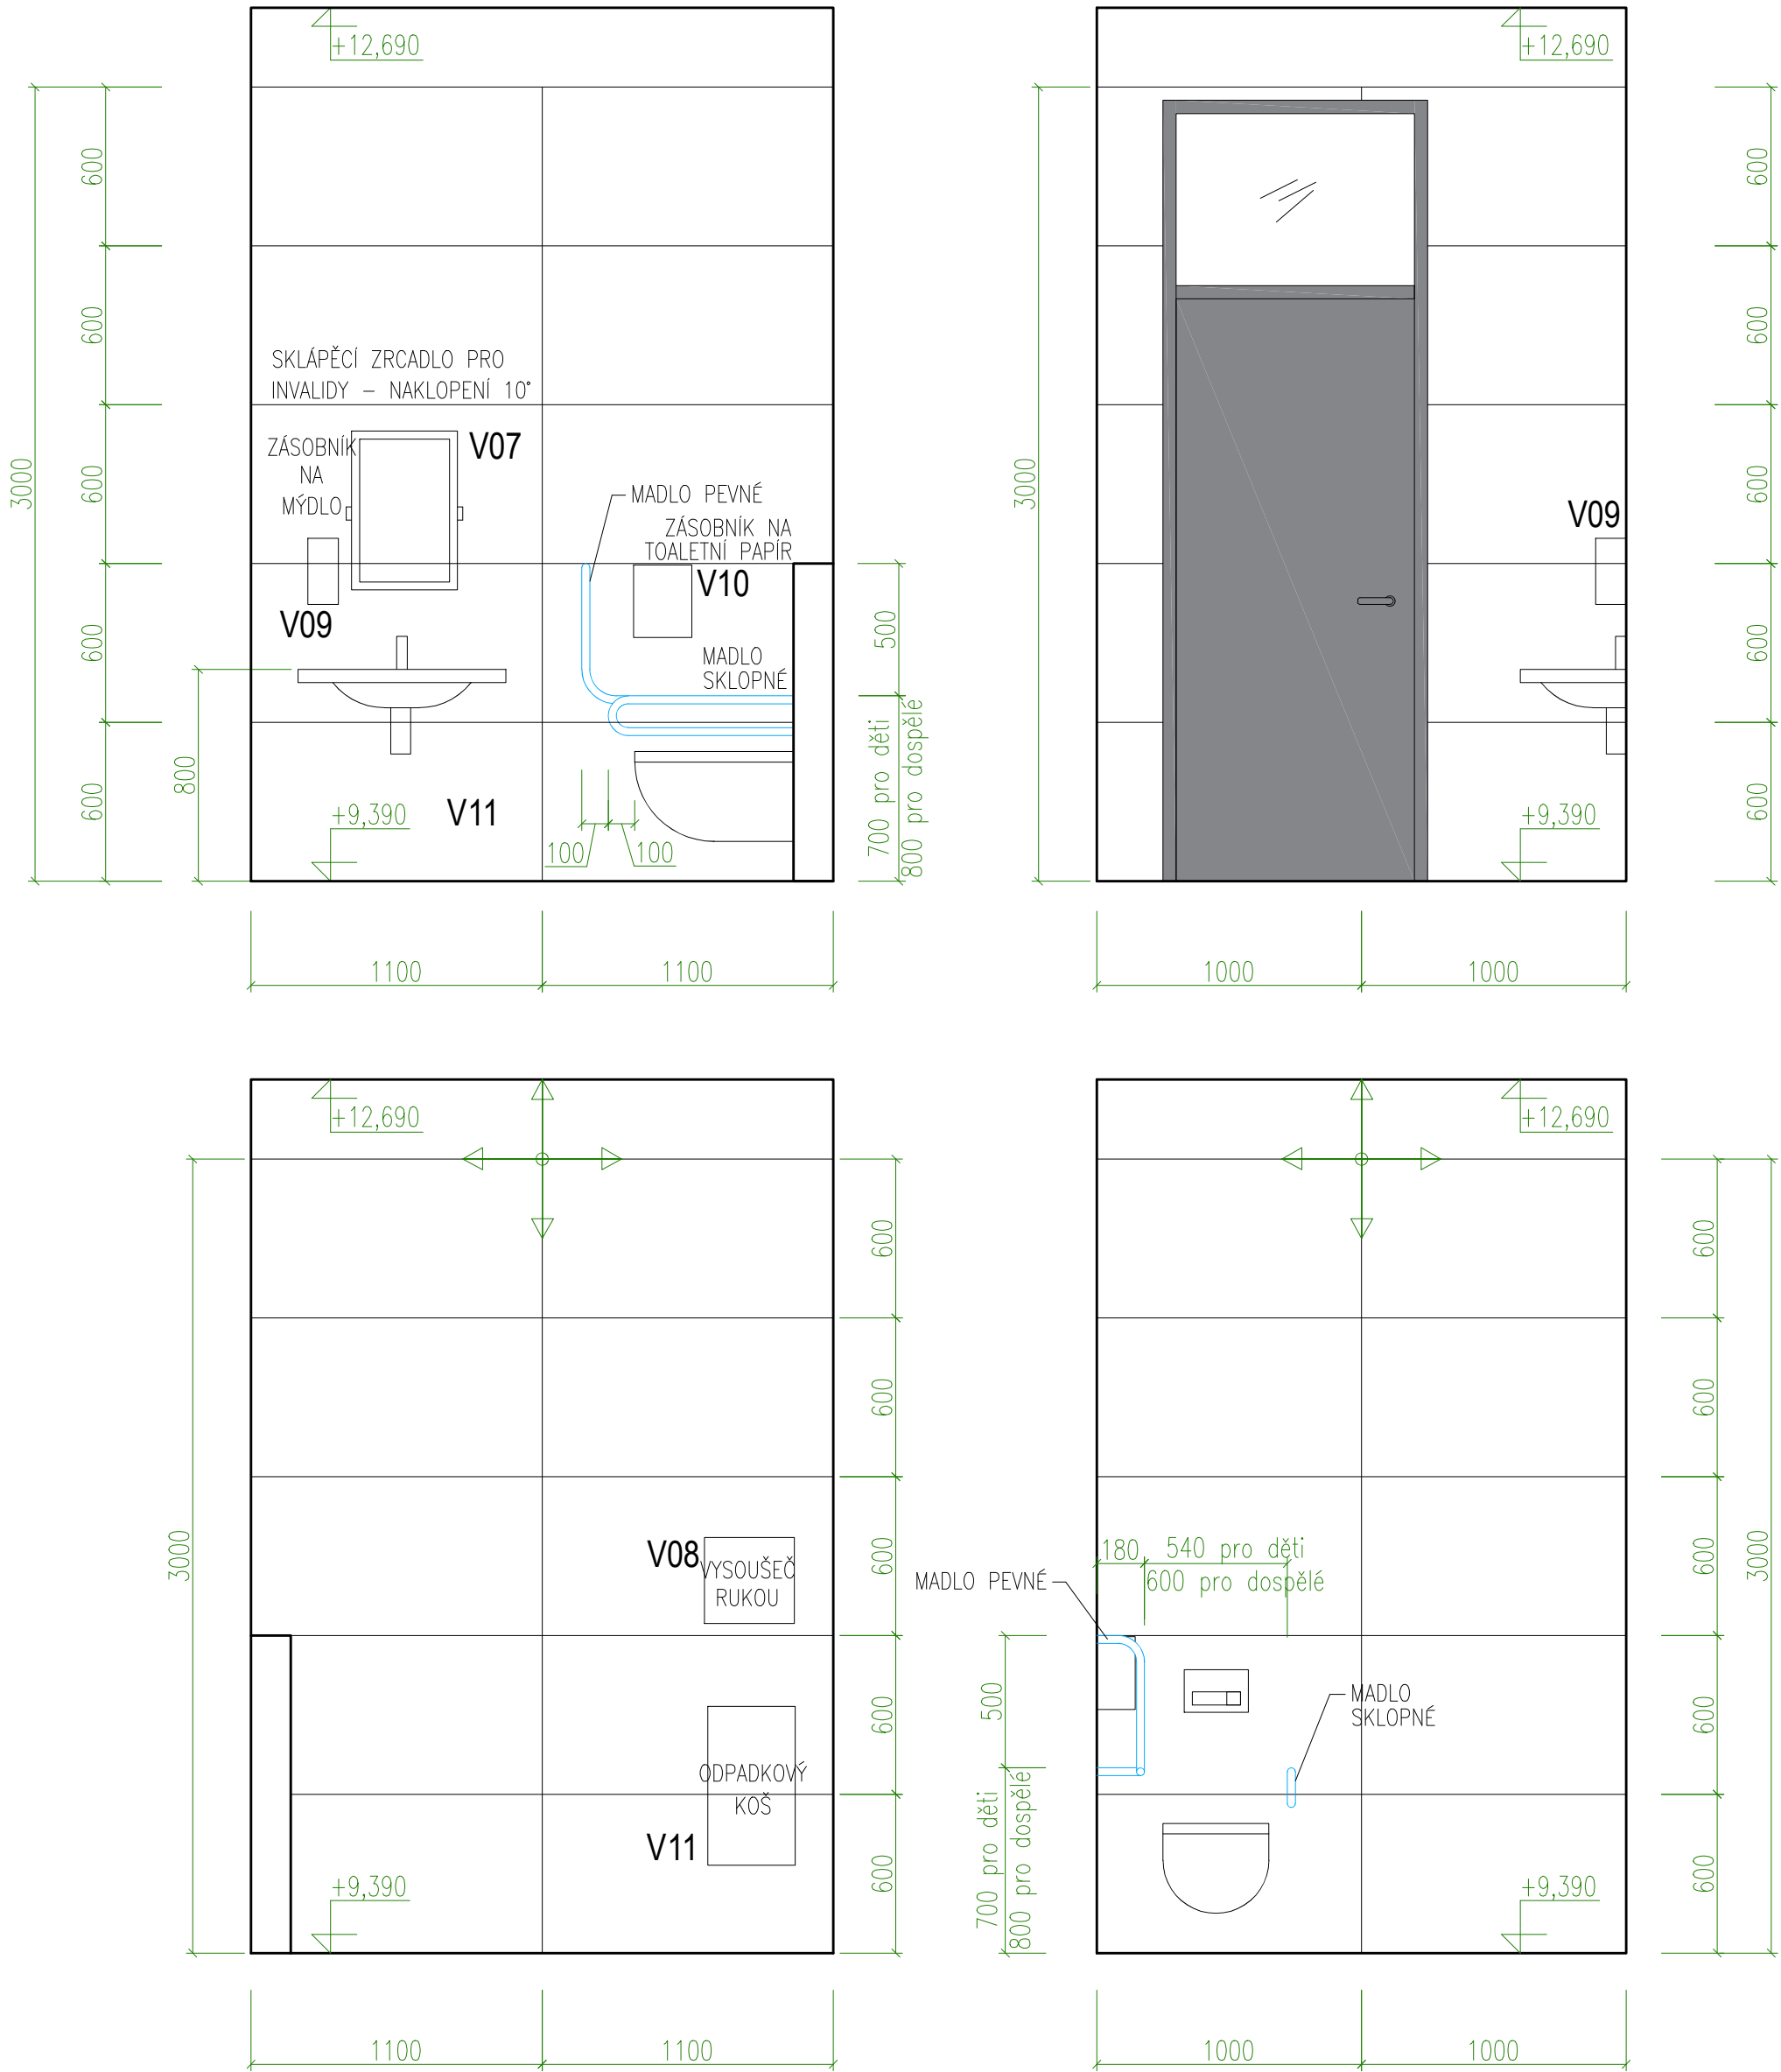 +12,690
600
600
600
600
600
3000
800
SKLÁPĚCÍ ZRCADLO PRO
INVALIDY – NAKLOPENÍ 10°
ZÁSOBNÍK
NA
MÝDLO
V07
V09
MADLO PEVNÉ
ZÁSOBNÍK NA
TOALETNÍ PAPÍR
V10
MADLO
SKLOPNÉ
V11
+9,390
100
100
500
700 pro děti
800 pro dospělé
1100
1100
+12,690
3000
V09
+9,390
600
600
600
600
600
1000
1000
+12,690
3000
V08
VYSOUŠEČ
RUKOU
ODPADKOVÝ
KOŠ
V11
+9,390
600
600
600
600
600
1100
1100
+12,690
180
540 pro děti
600 pro dospělé
MADLO PEVNÉ
MADLO
SKLOPNÉ
500
700 pro děti
800 pro dospělé
+9,390
600
600
600
600
600
3000
1000
1000